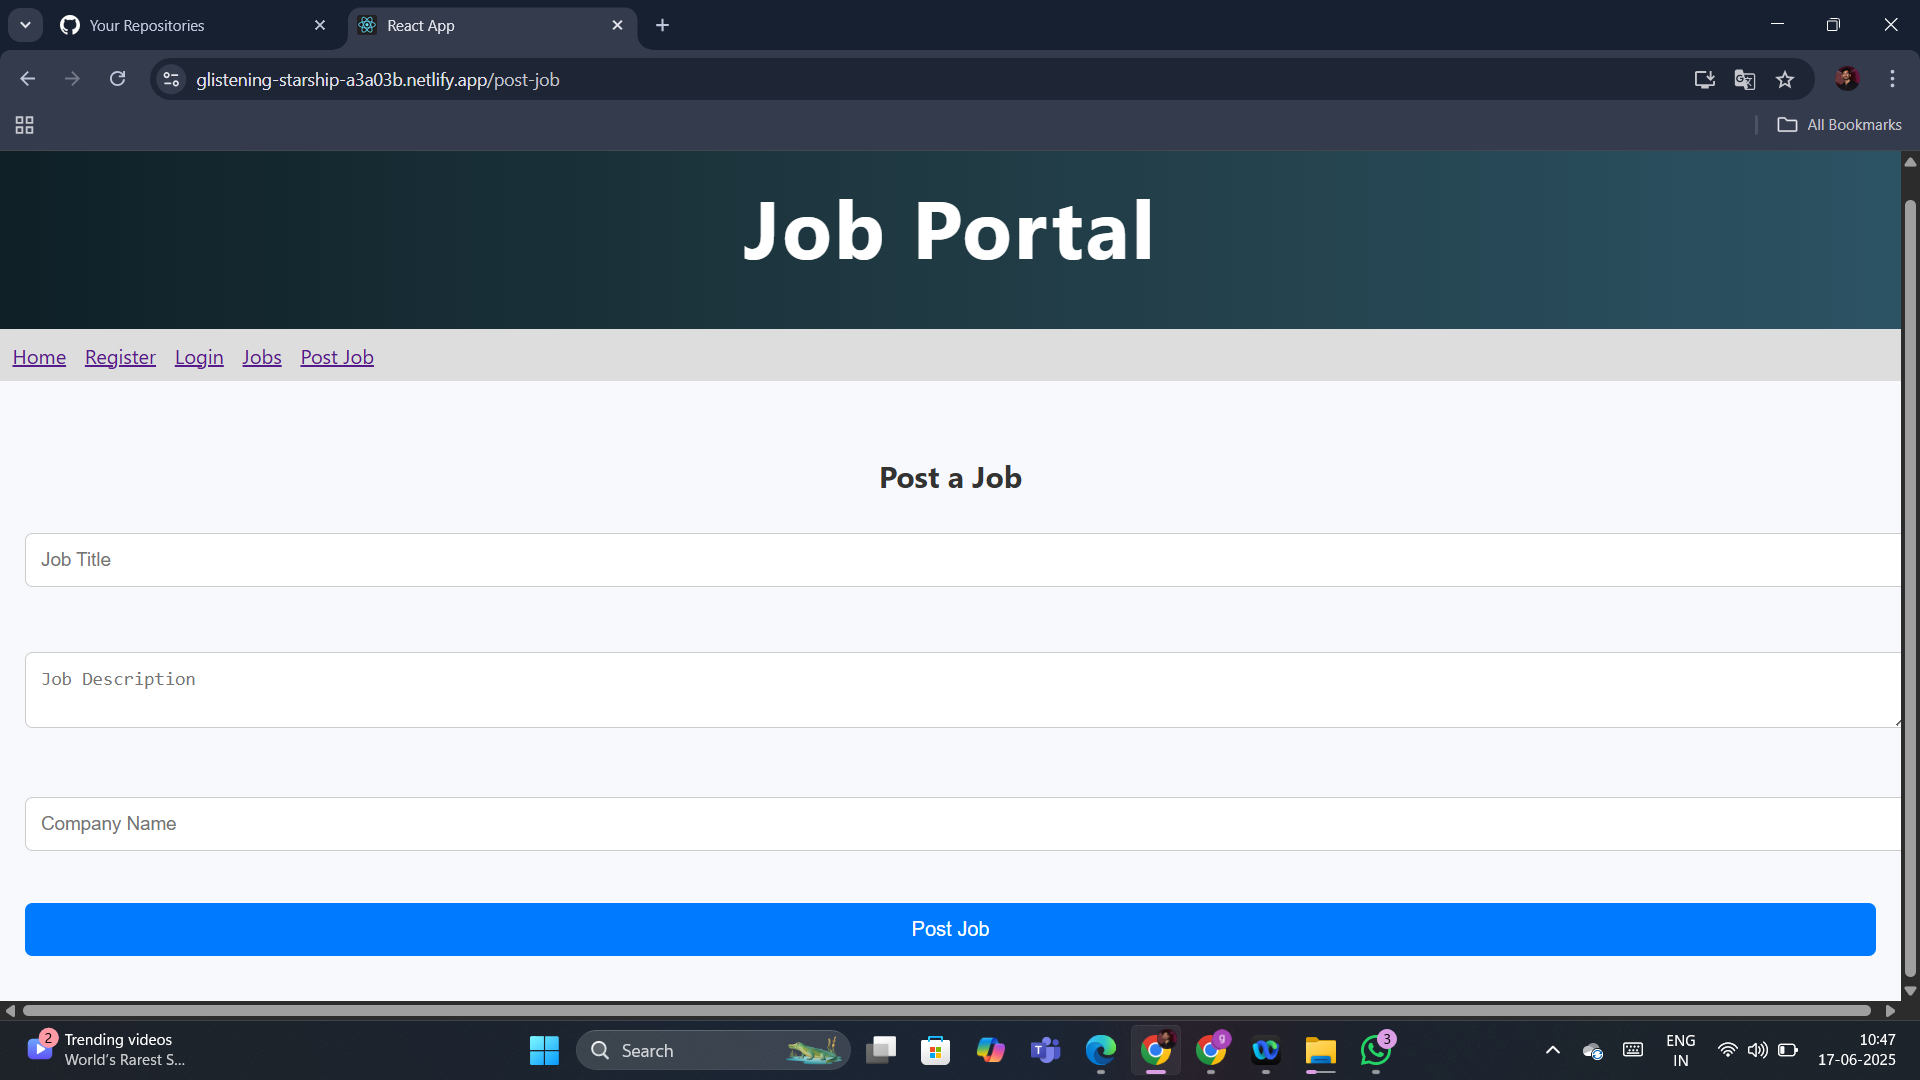 Your Repositories
React App
glistening-starship-a3a03b.netlify.app/post-job
All Bookmarks
Job Portal
Home Register Login Jobs Post Job
Post a Job
Job Title
Job Description
Company Name
Post Job
2
Trending videos
World's Rarest S...
Search
g
3
ENG
IN
10:47
17-06-2025